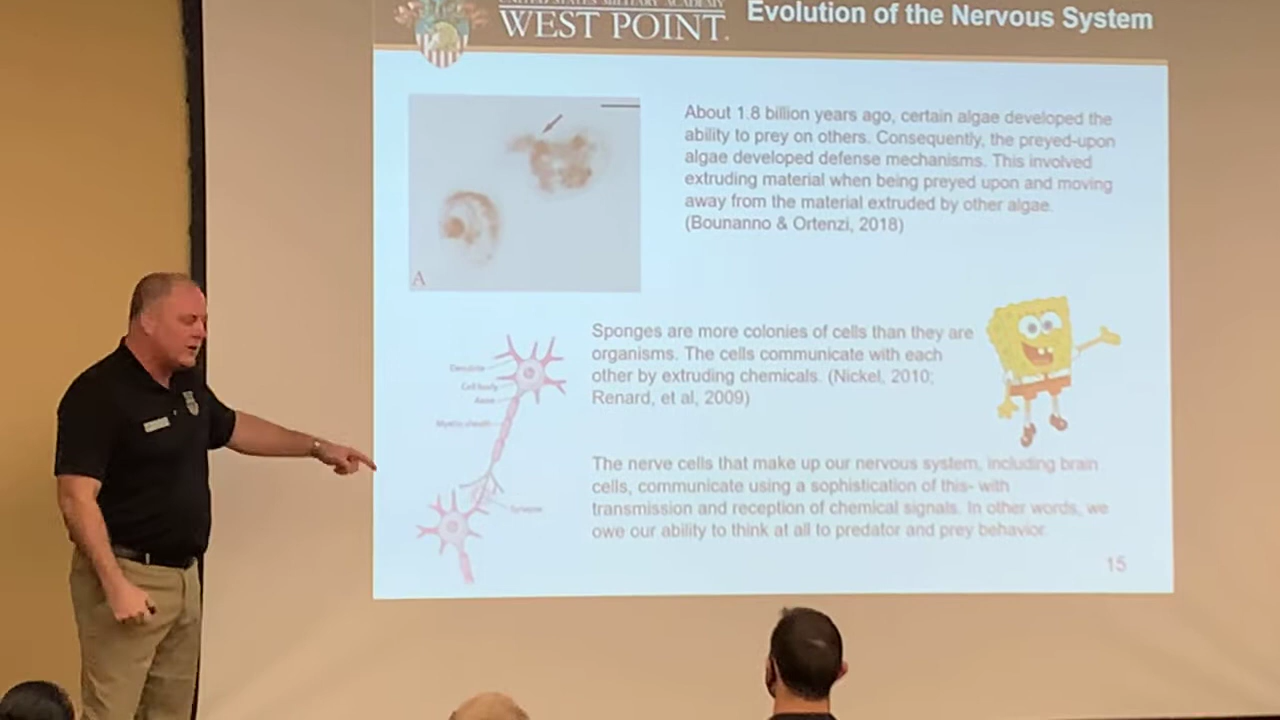 UNITED STATES MILITARY ACADEMY
WEST POINT.
Evolution of the Nervous System
About 1.8 billion years ago, certain algae developed the
ability to prey on others. Consequently, the preyed-upon
algae developed defense mechanisms. This involved
extruding material when being preyed upon and moving
away from the material extruded by other algae.
(Bounanno & Ortenzi, 2018)
A
Sponges are more colonies of cells than they are
organisms. The cells communicate with each
other by extruding chemicals. (Nickel, 2010;
Renard, et al, 2009)
Dendrite
Cell body
Axon
Myelin sheath
Synapse
The nerve cells that make up our nervous system, including brain
cells, communicate using a sophistication of this- with
transmission and reception of chemical signals. In other words, we
owe our ability to think at all to predator and prey behavior.
15